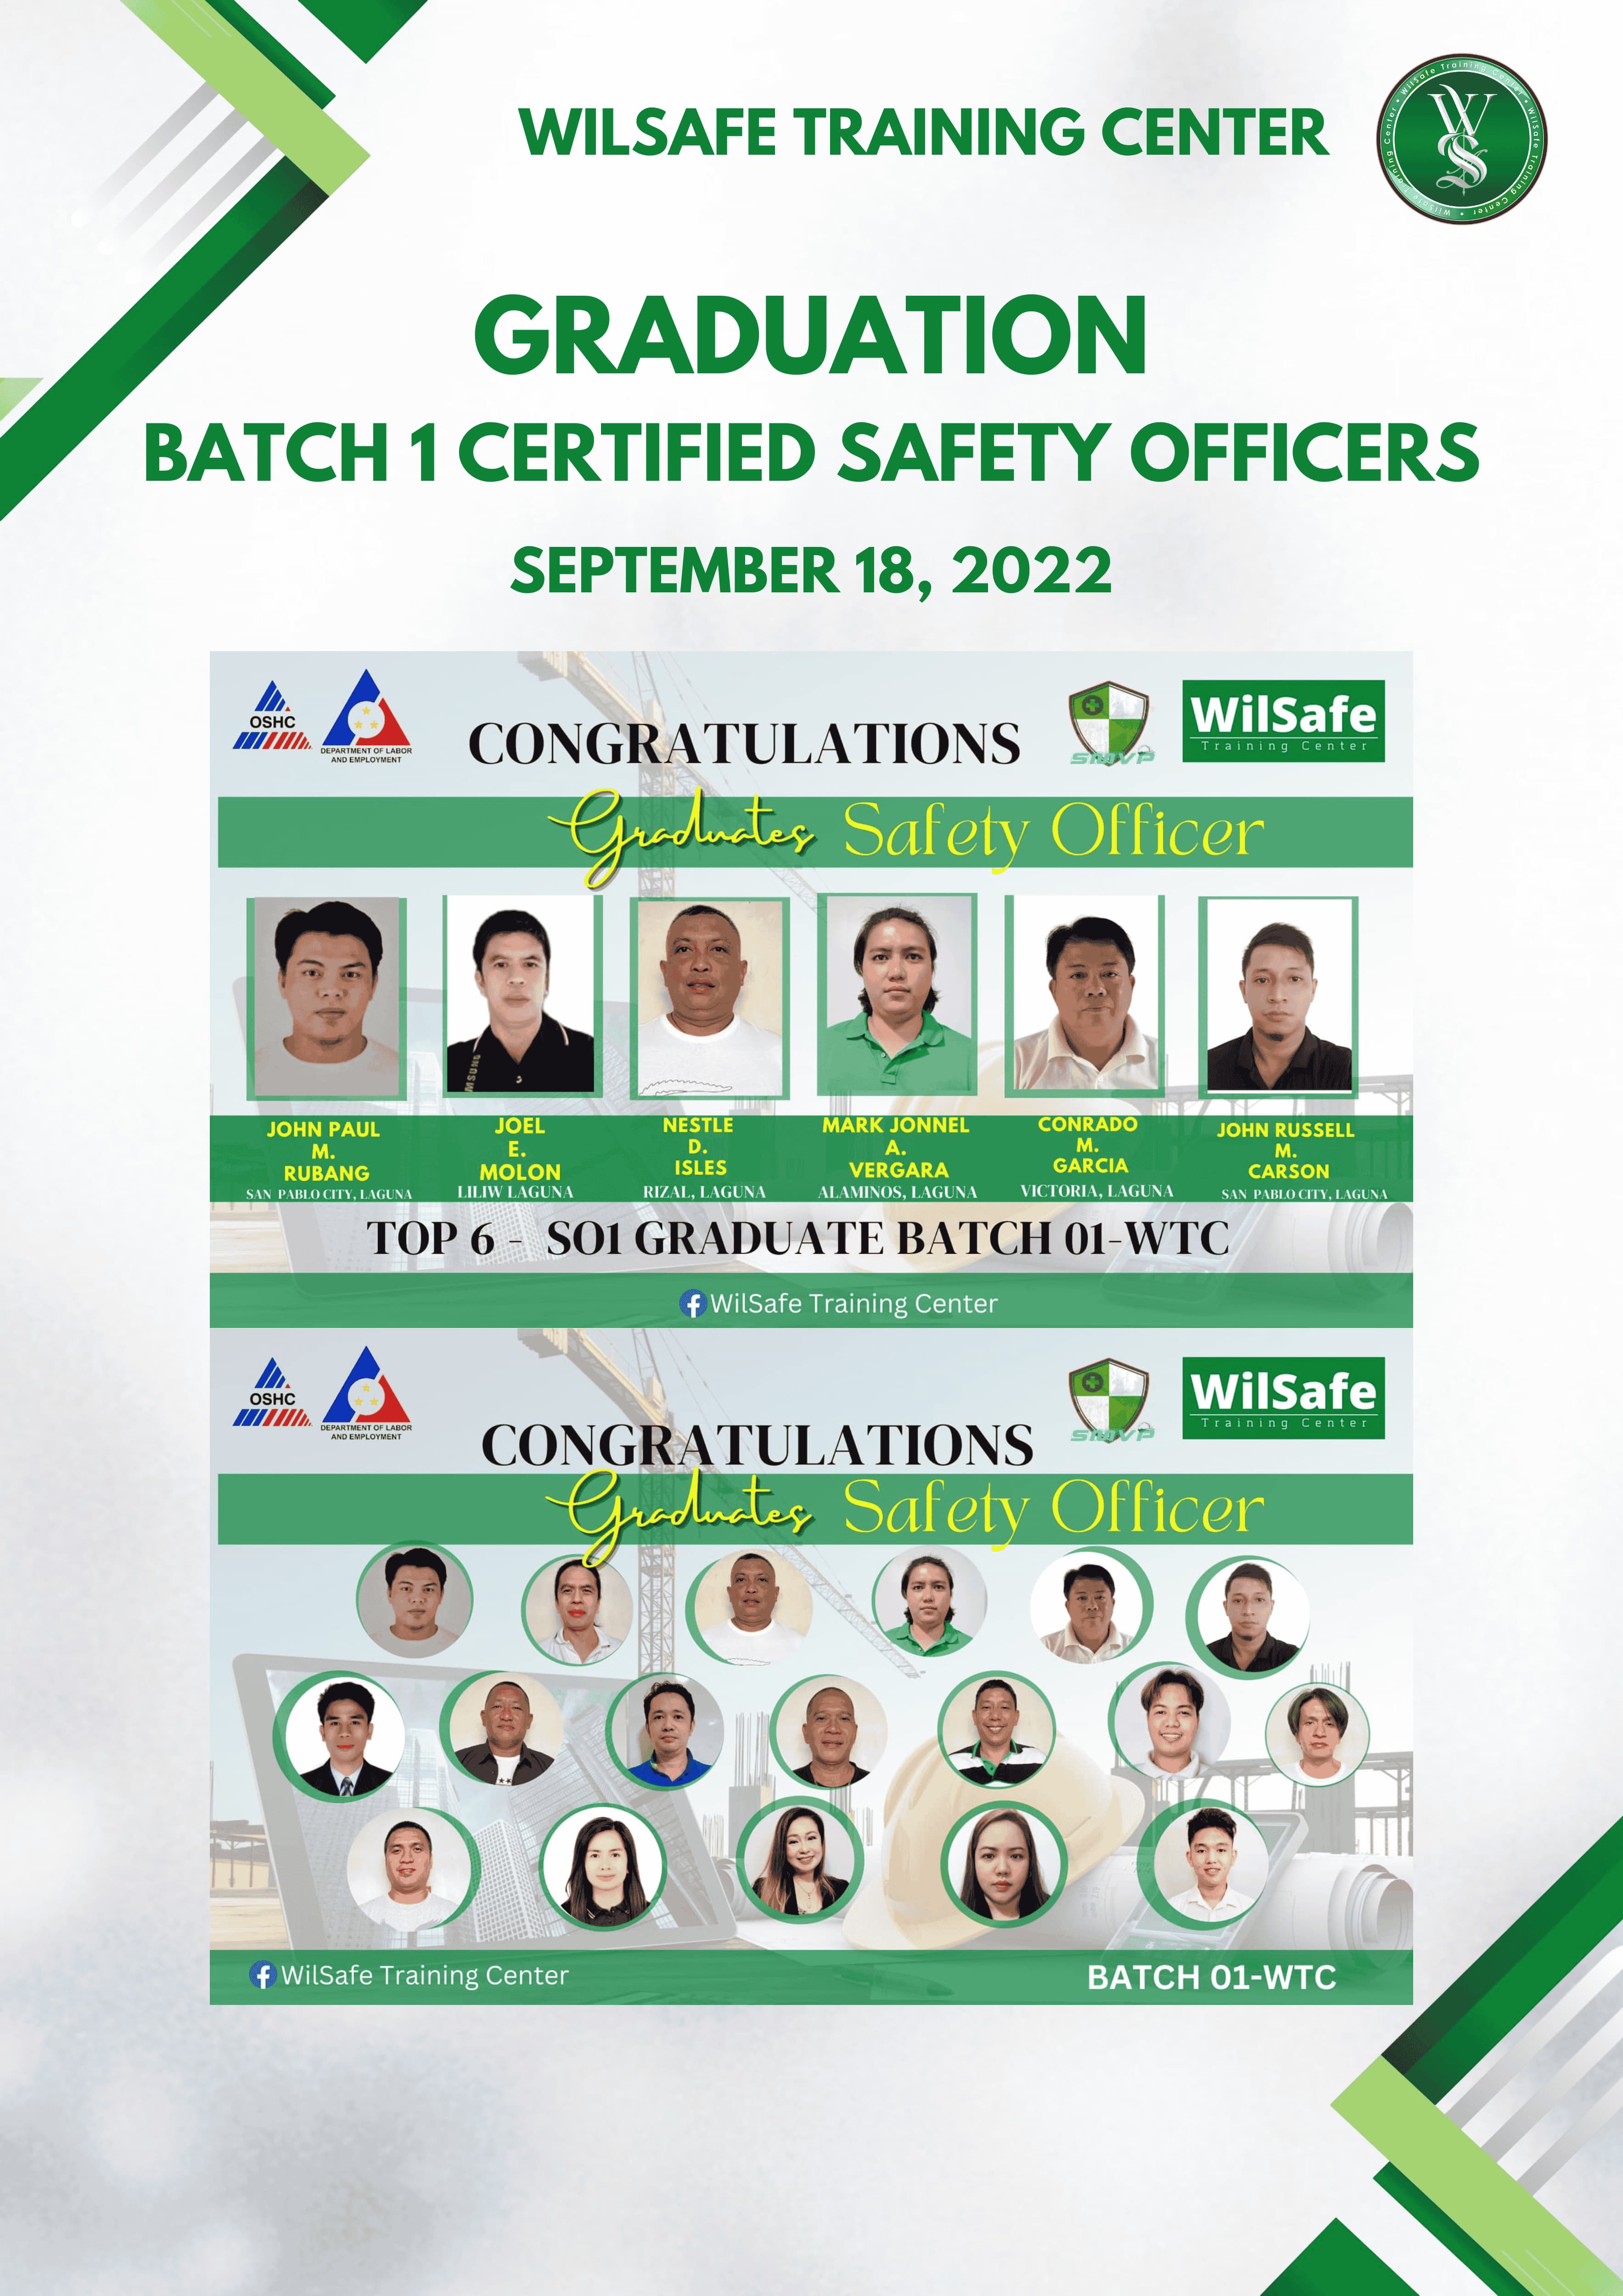 WILSAFE TRAINING CENTER
WilSafe Training Center • WilSafe Training Center • WilSafe Training Center •
WS
GRADUATION
BATCH 1 CERTIFIED SAFETY OFFICERS
SEPTEMBER 18, 2022
OSHC
DEPARTMENT OF LABOR
AND EMPLOYMENT
CONGRATULATIONS
SMVP
WilSafe
Training Center
Graduates Safety Officer
JOHN PAUL
M.
RUBANG
SAN PABLO CITY, LAGUNA
JOEL
E.
MOLON
LILIW LAGUNA
NESTLE
D.
ISLES
RIZAL, LAGUNA
MARK JONNEL
A.
VERGARA
ALAMINOS, LAGUNA
CONRADO
M.
GARCIA
VICTORIA, LAGUNA
JOHN RUSSELL
M.
CARSON
SAN PABLO CITY, LAGUNA
TOP 6 - SO1 GRADUATE BATCH 01-WTC
WilSafe Training Center
OSHC
DEPARTMENT OF LABOR
AND EMPLOYMENT
CONGRATULATIONS
SMVP
WilSafe
Training Center
Graduates Safety Officer
WilSafe Training Center
BATCH 01-WTC